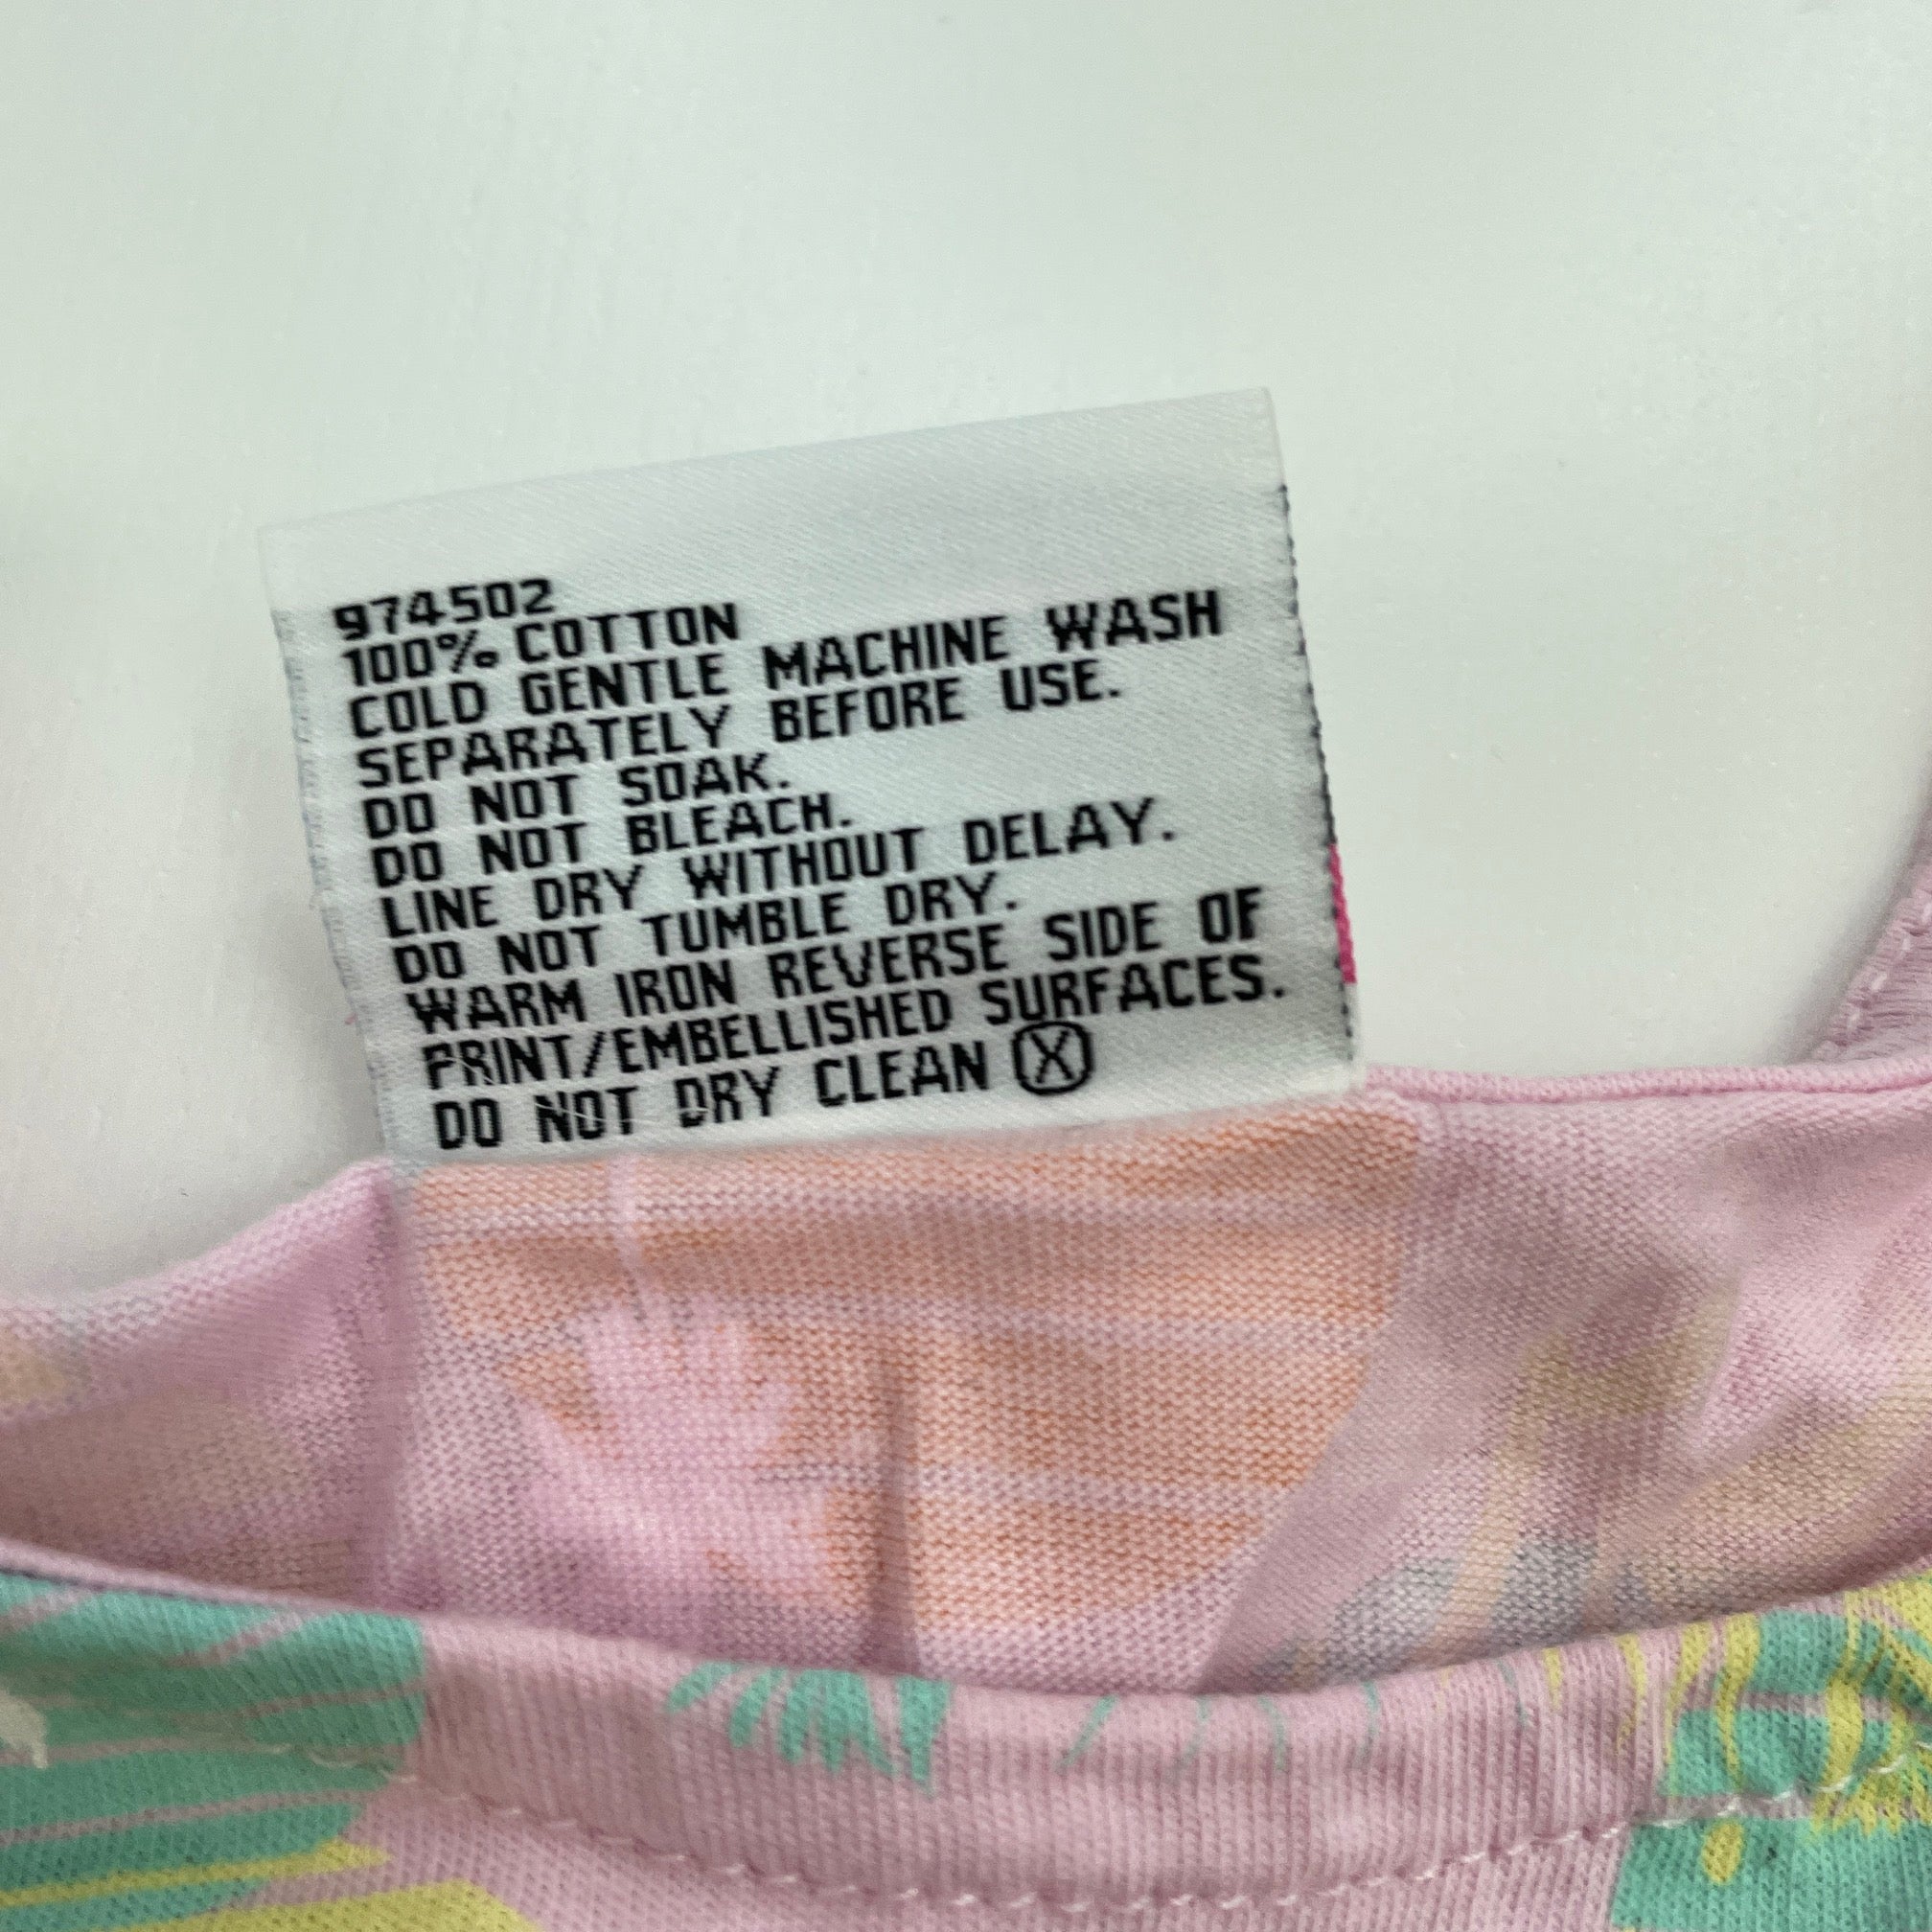 974502
100% COTTON
COLD GENTLE MACHINE WASH
SEPARATELY BEFORE USE.
DO NOT SOAK.
DO NOT BLEACH.
LINE DRY WITHOUT DELAY.
DO NOT TUMBLE DRY.
WARM IRON REVERSE SIDE OF
PRINT/EMBELLISHED SURFACES.
DO NOT DRY CLEAN Ⓧ